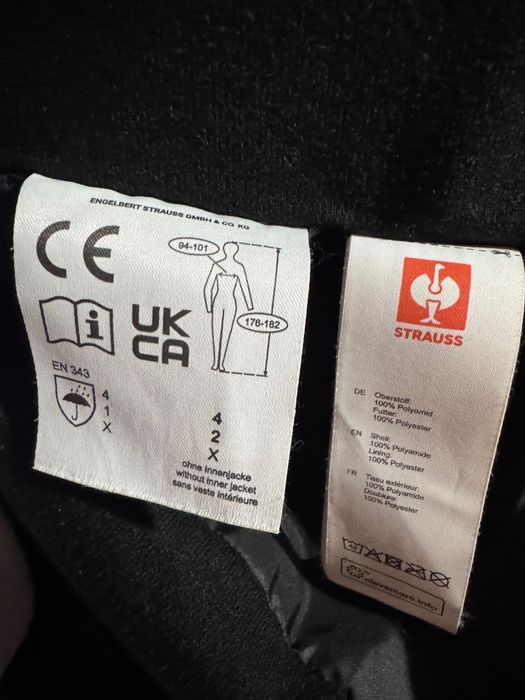 ENGELBERT STRAUSS GMBH & CO. KG
CE
94-101
176-182
i
UK
CA
EN 343
4
1
X
4
2
X
ohne Innenjacke
without inner jacket
sans veste intérieure
STRAUSS
DE Oberstoff:
100% Polyamid
Futter:
100% Polyester
EN Shell:
100% Polyamide
Lining:
100% Polyester
FR Tissu extérieur:
100% Polyamide
Doublure:
100% Polyester
clevercare.info